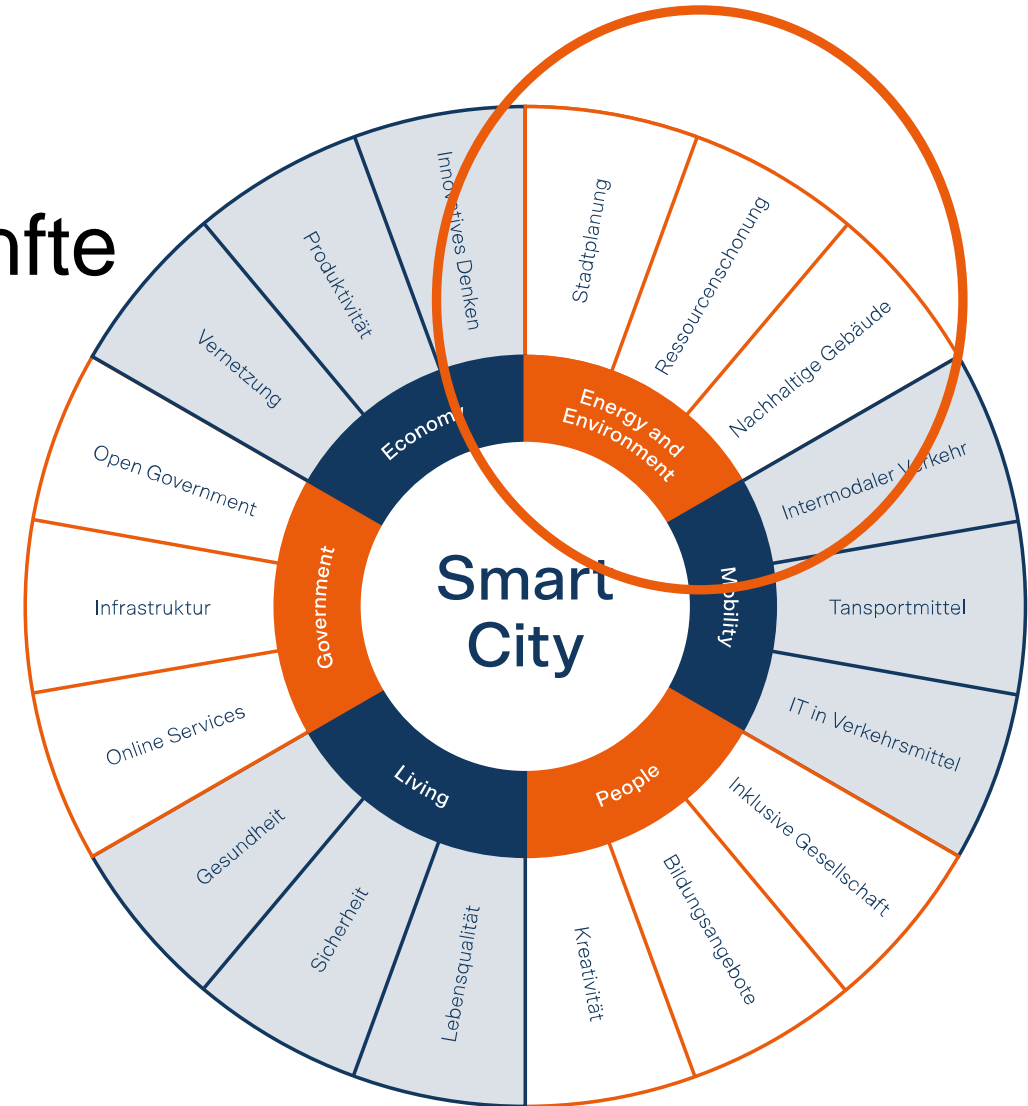 nfte
Smart
City
Energy and
Environment
Stadtplanung
Ressourcenschonung
Nachhaltige Gebäude
Mobility
Intermodaler Verkehr
Tansportmittel
IT in Verkehrsmittel
People
Inklusive Gesellschaft
Bildungsangebote
Kreativität
Living
Lebensqualität
Sicherheit
Gesundheit
Government
Online Services
Infrastruktur
Open Government
Economy
Vernetzung
Produktivität
Innovatives Denken